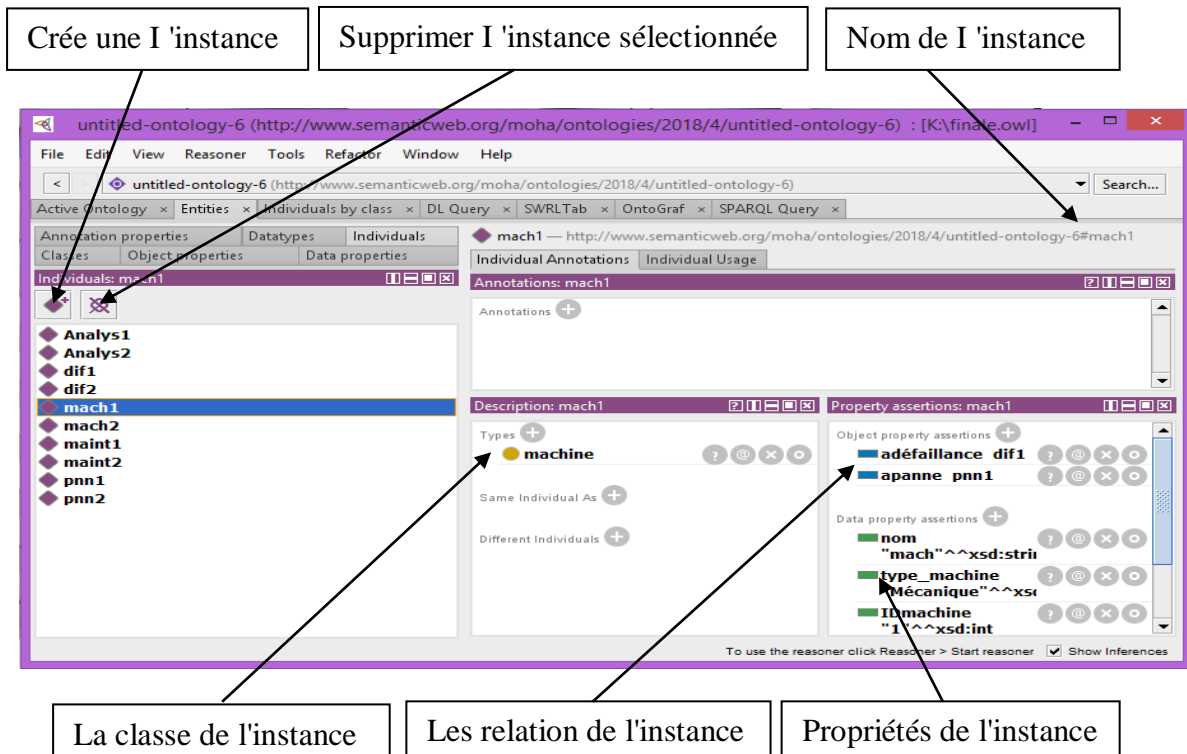 Crée une I 'instance
Supprimer I 'instance sélectionnée
Nom de I 'instance
untitled-ontology-6 (http://www.semanticweb.org/moha/ontologies/2018/4/untitled-ontology-6) : [K:\finale.owl]
File Edit View Reasoner Tools Refactor Window Help
untitled-ontology-6 (http://www.semanticweb.org/moha/ontologies/2018/4/untitled-ontology-6)
Search...
Active Ontology × Entities × Individuals by class × DL Query × SWRLTab × OntoGraf × SPARQL Query ×
Annotation properties Datatypes Individuals
Classes Object properties Data properties
Individuals: mach1
Analys1
Analys2
dif1
dif2
mach1
mach2
maint1
maint2
pnn1
pnn2
mach1 — http://www.semanticweb.org/moha/ontologies/2018/4/untitled-ontology-6#mach1
Individual Annotations Individual Usage
Annotations: mach1
Annotations
Description: mach1
Types
machine
Same Individual As
Different Individuals
Property assertions: mach1
Object property assertions
adéfaillance dif1
apanne pnn1
Data property assertions
nom
"mach"^^xsd:strin
type_machine
"Mécanique"^^xs
IDmachine
"1"^^xsd:int
To use the reasoner click Reasoner > Start reasoner Show Inferences
La classe de l'instance
Les relation de l'instance
Propriétés de l'instance